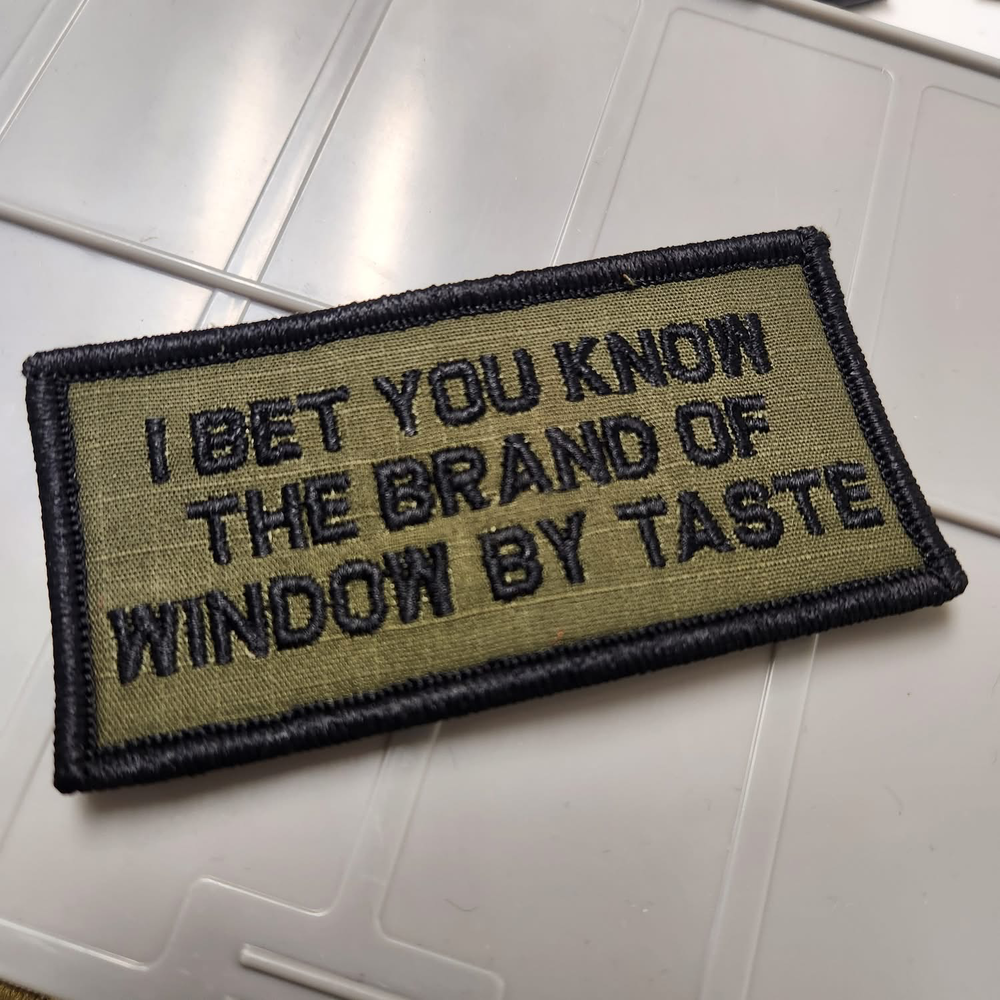 I BET YOU KNOW
THE BRAND OF
WINDOW BY TASTE